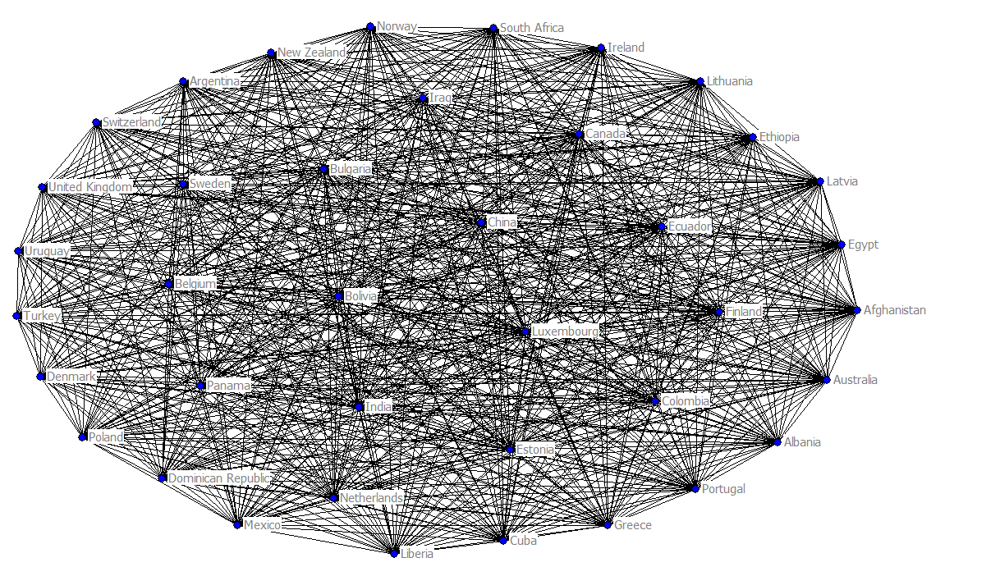 Norway
South Africa
Ireland
New Zealand
Argentina
Lithuania
Iraq
Switzerland
Canada
Ethiopia
Bulgaria
Latvia
Sweden
United Kingdom
China
Ecuador
Egypt
Uruguay
Belgium
Bolivia
Afghanistan
Finland
Turkey
Luxembourg
Denmark
Australia
Panama
Colombia
India
Poland
Albania
Estonia
Dominican Republic
Portugal
Netherlands
Mexico
Greece
Cuba
Liberia